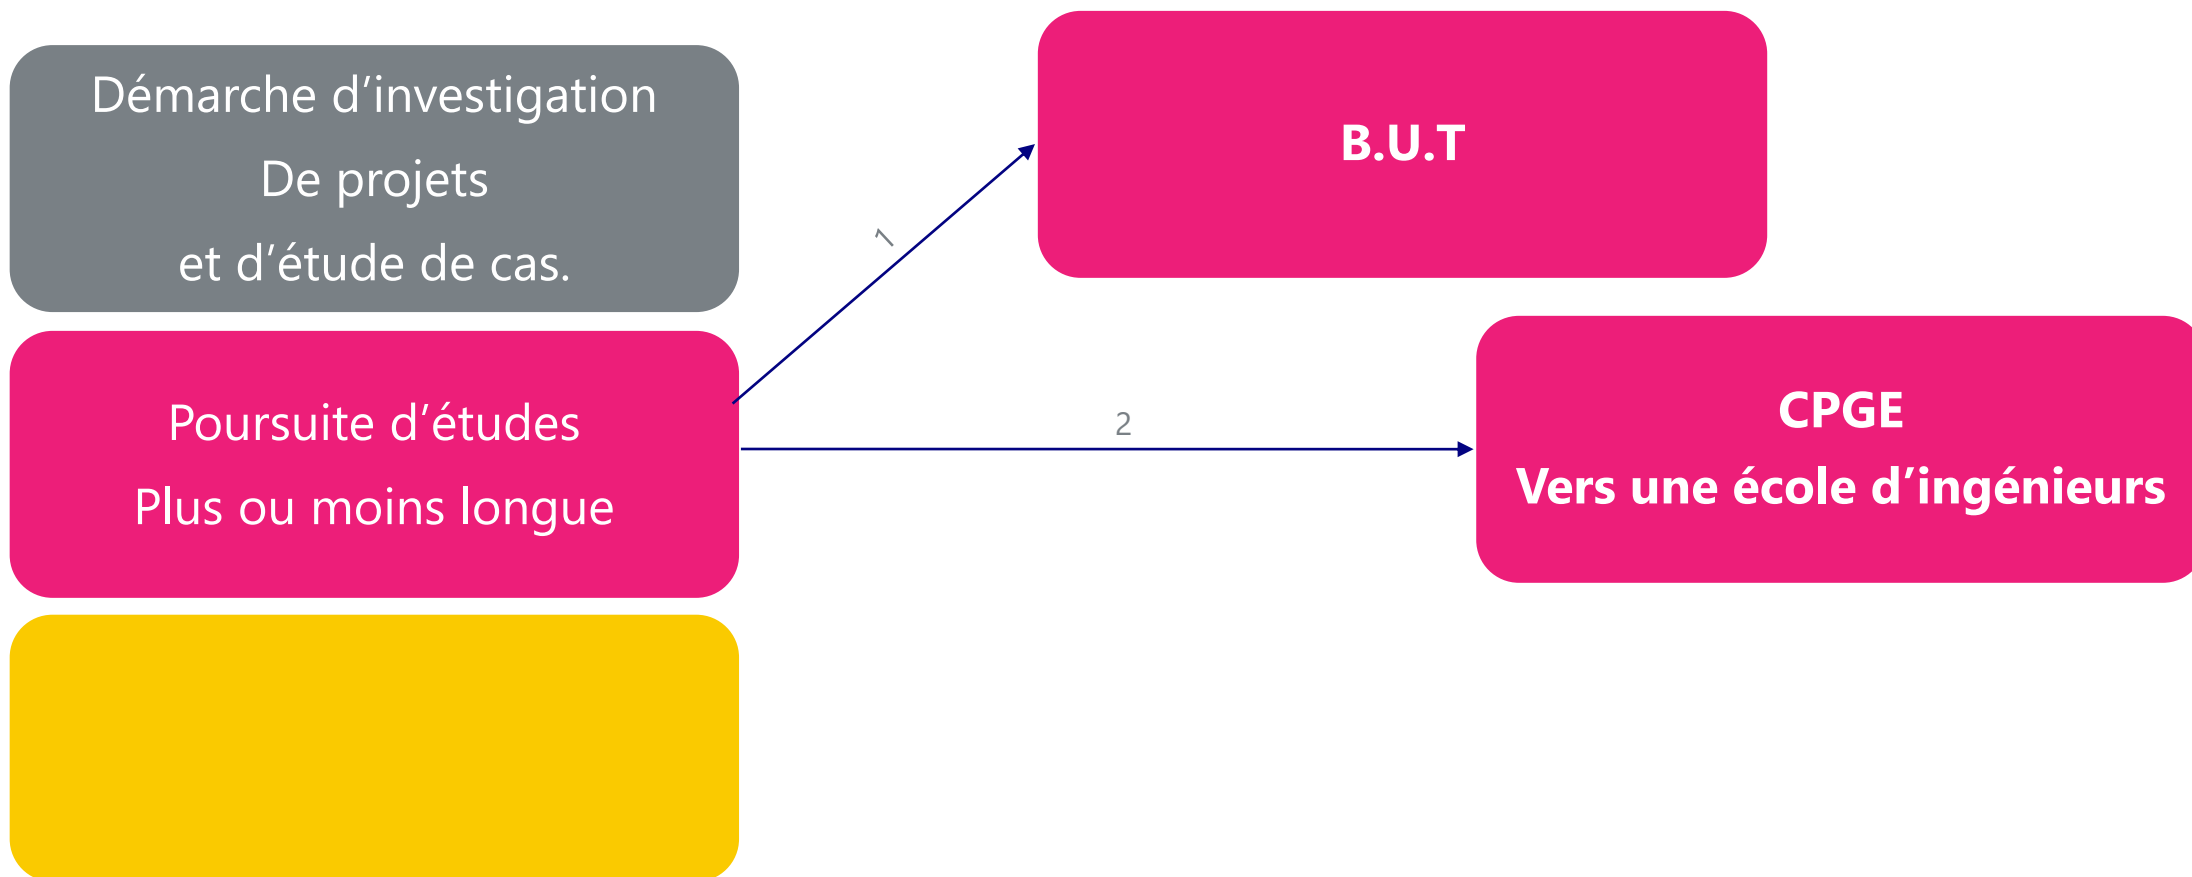 Démarche d’investigation
De projets
et d’étude de cas.
B.U.T
1
Poursuite d’études
Plus ou moins longue
2
CPGE
Vers une école d’ingénieurs